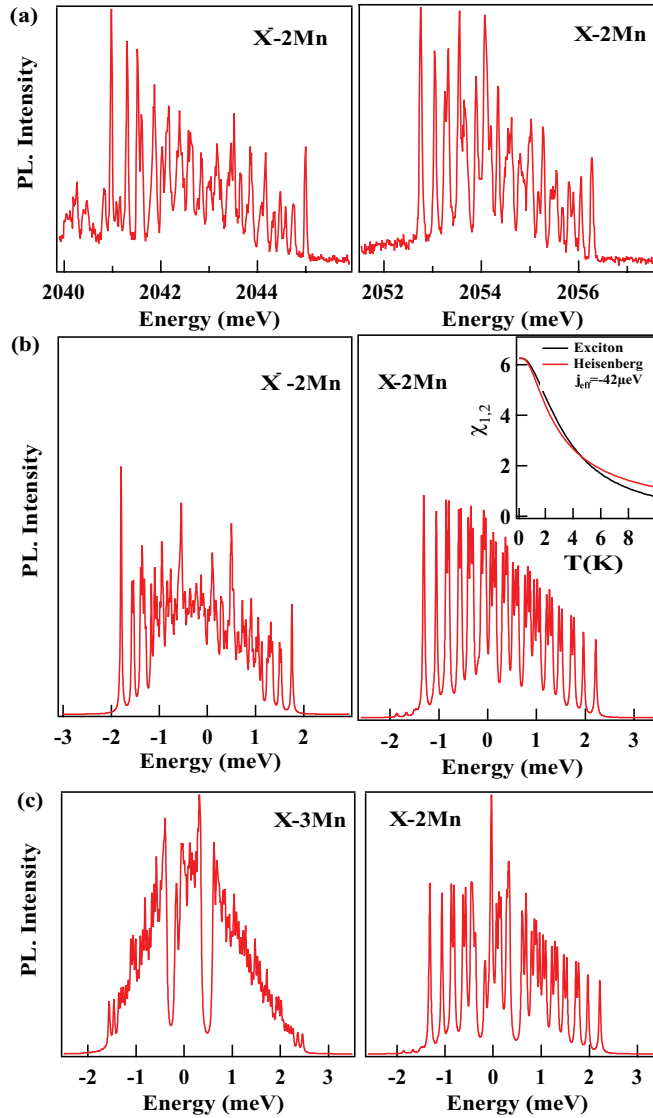 (a)
X⁻-2Mn
X-2Mn
PL. Intensity
2040 2042 2044
2052 2054 2056
Energy (meV)
Energy (meV)
(b)
X⁻-2Mn
X-2Mn
Exciton
Heisenberg
j_eff=-42µeV
χ_1,2
6
4
2
0
0 2 4 6 8
T(K)
PL. Intensity
-3 -2 -1 0 1 2
-2 -1 0 1 2 3
Energy (meV)
Energy (meV)
(c)
X-3Mn
X-2Mn
PL. Intensity
-2 -1 0 1 2 3
-2 -1 0 1 2 3
Energy (meV)
Energy (meV)